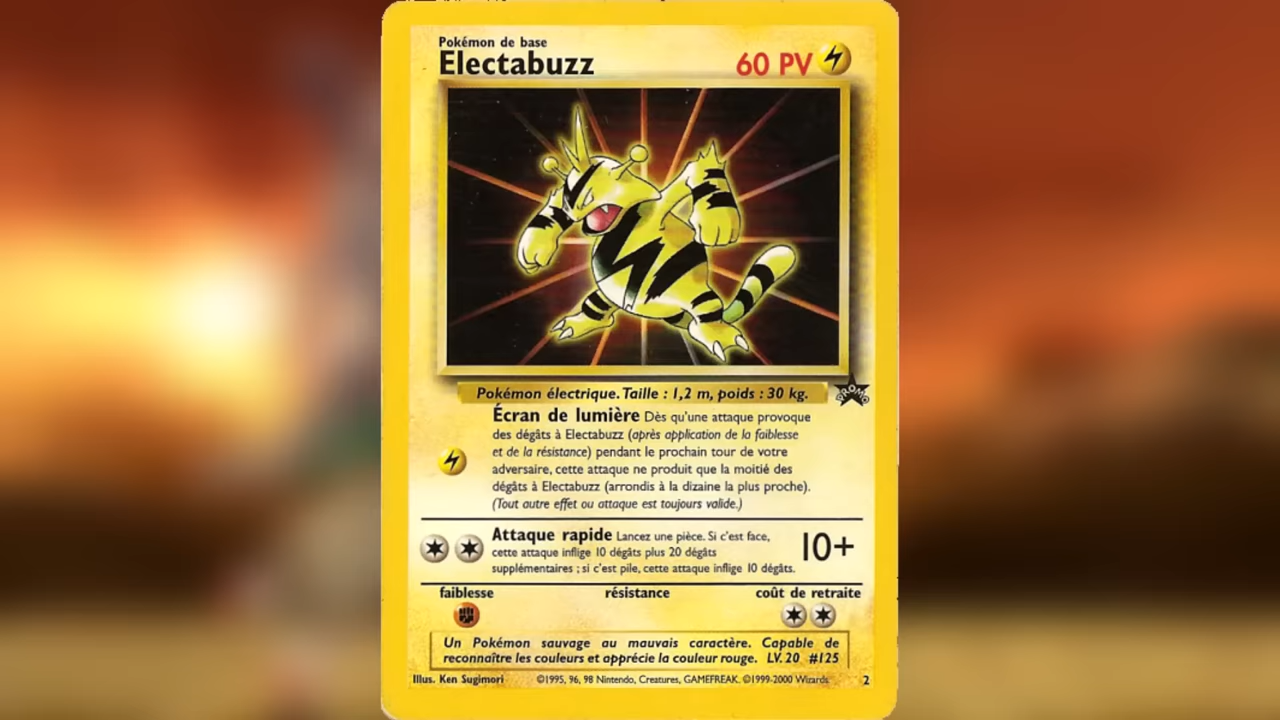 Pokémon de base
Electabuzz
60 PV
Pokémon électrique. Taille : 1,2 m, poids : 30 kg.
PROMO
Écran de lumière Dès qu'une attaque provoque
des dégâts à Electabuzz (après application de la faiblesse
et de la résistance) pendant le prochain tour de votre
adversaire, cette attaque ne produit que la moitié des
dégâts à Electabuzz (arrondis à la dizaine la plus proche).
(Tout autre effet ou attaque est toujours valide.)
Attaque rapide Lancez une pièce. Si c'est face,
cette attaque inflige 10 dégâts plus 20 dégâts
supplémentaires ; si c'est pile, cette attaque inflige 10 dégâts.
10+
faiblesse résistance coût de retraite
Un Pokémon sauvage au mauvais caractère. Capable de
reconnaître les couleurs et apprécie la couleur rouge. LV. 20 #125
Illus. Ken Sugimori ©1995, 96, 98 Nintendo, Creatures, GAMEFREAK. ©1999-2000 Wizards. 2